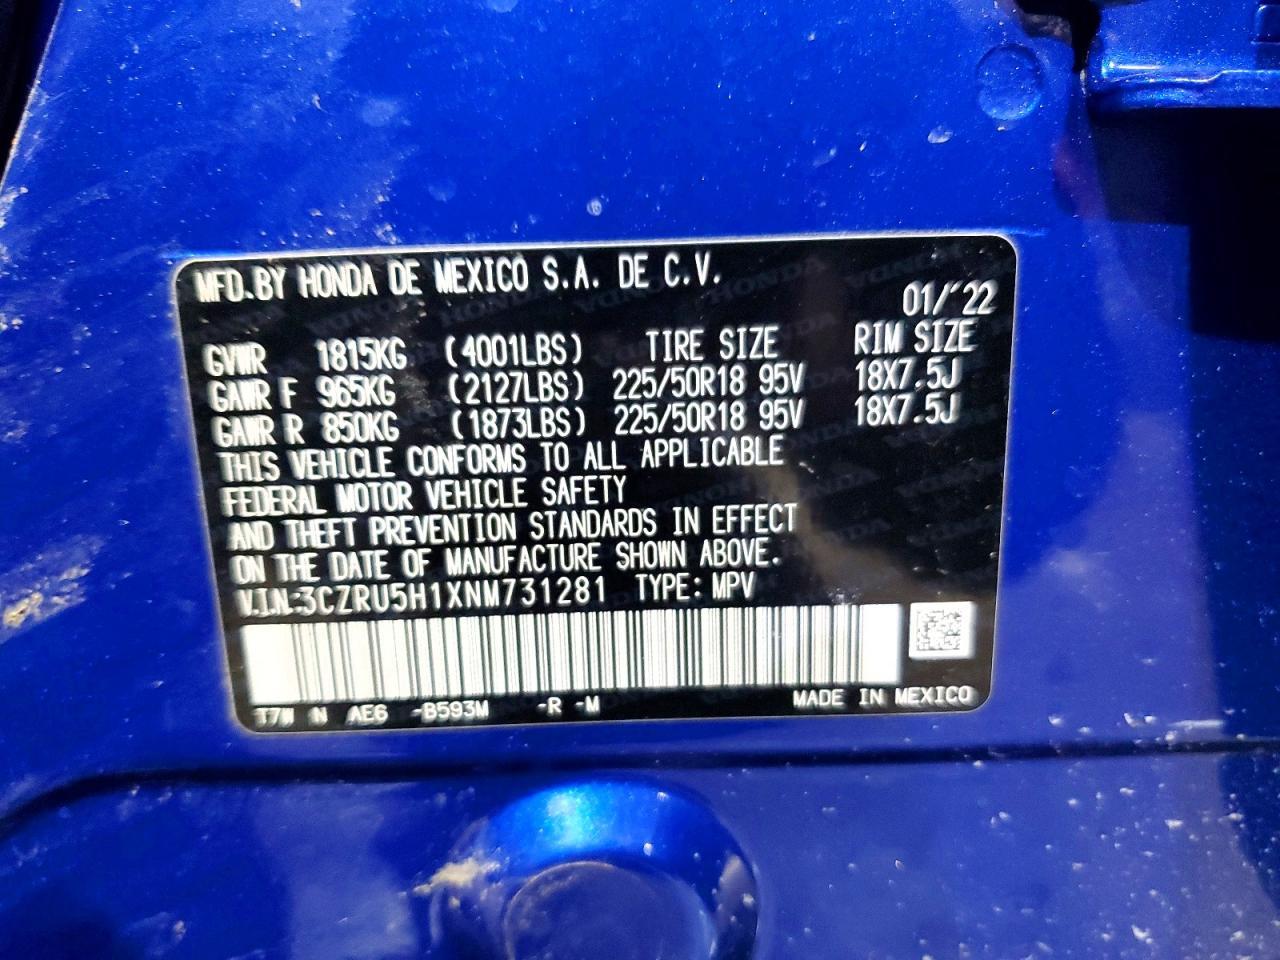 MFD.BY HONDA DE MEXICO S.A. DE C.V.
01/'22
GVWR 1815KG (4001LBS) TIRE SIZE RIM SIZE
GAWR F 965KG (2127LBS) 225/50R18 95V 18X7.5J
GAWR R 850KG (1873LBS) 225/50R18 95V 18X7.5J
THIS VEHICLE CONFORMS TO ALL APPLICABLE
FEDERAL MOTOR VEHICLE SAFETY
AND THEFT PREVENTION STANDARDS IN EFFECT
ON THE DATE OF MANUFACTURE SHOWN ABOVE.
V.I.N:3CZRU5H1XNM731281 TYPE: MPV
T7W N AE6 -B593M -R -M MADE IN MEXICO